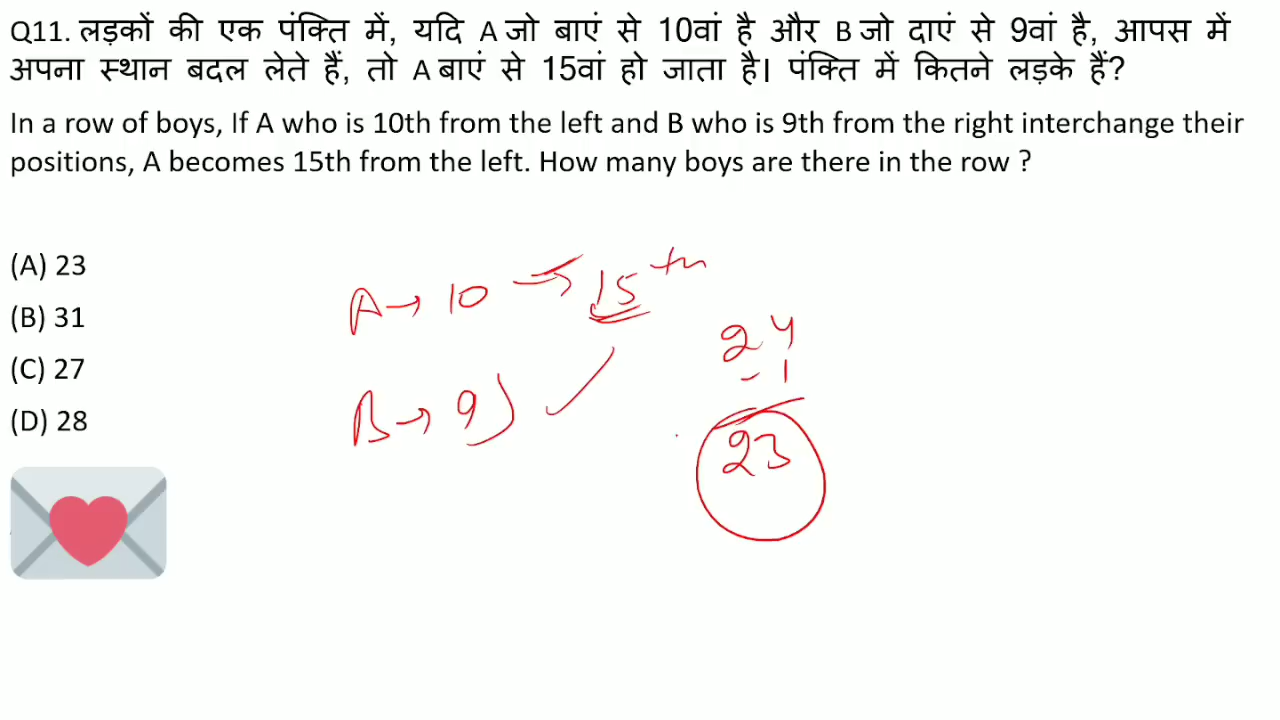 Q11. लड़कों की एक पंक्ति में, यदि A जो बाएं से 10वां है और B जो दाएं से 9वां है, आपस में
अपना स्थान बदल लेते हैं, तो A बाएं से 15वां हो जाता है। पंक्ति में कितने लड़के हैं?
In a row of boys, If A who is 10th from the left and B who is 9th from the right interchange their
positions, A becomes 15th from the left. How many boys are there in the row ?
(A) 23
(B) 31
(C) 27
(D) 28
A → 10 → 15th
B → 9
24
- 1
23